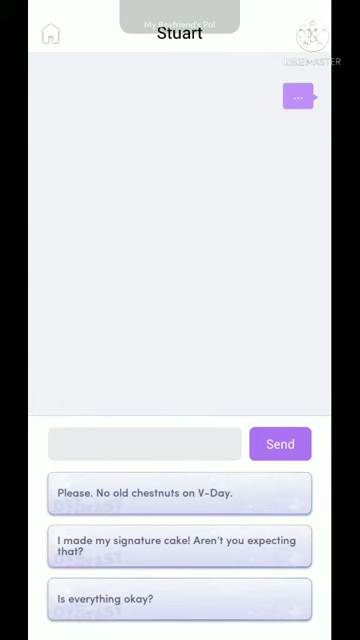 My Boyfriend's Pal
Stuart
KINEMASTER
...
Send
Please. No old chestnuts on V-Day.
I made my signature cake! Aren't you expecting
that?
Is everything okay?